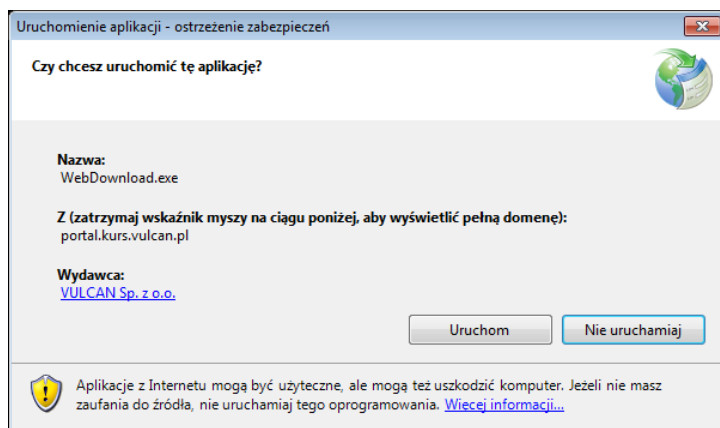 Uruchomienie aplikacji - ostrzeżenie zabezpieczeń
Czy chcesz uruchomić tę aplikację?
Nazwa:
WebDownload.exe
Z (zatrzymaj wskaźnik myszy na ciągu poniżej, aby wyświetlić pełną domenę):
portal.kurs.vulcan.pl
Wydawca:
VULCAN Sp. z o.o.
Uruchom Nie uruchamiaj
Aplikacje z Internetu mogą być użyteczne, ale mogą też uszkodzić komputer. Jeżeli nie masz
zaufania do źródła, nie uruchamiaj tego oprogramowania. Więcej informacji...